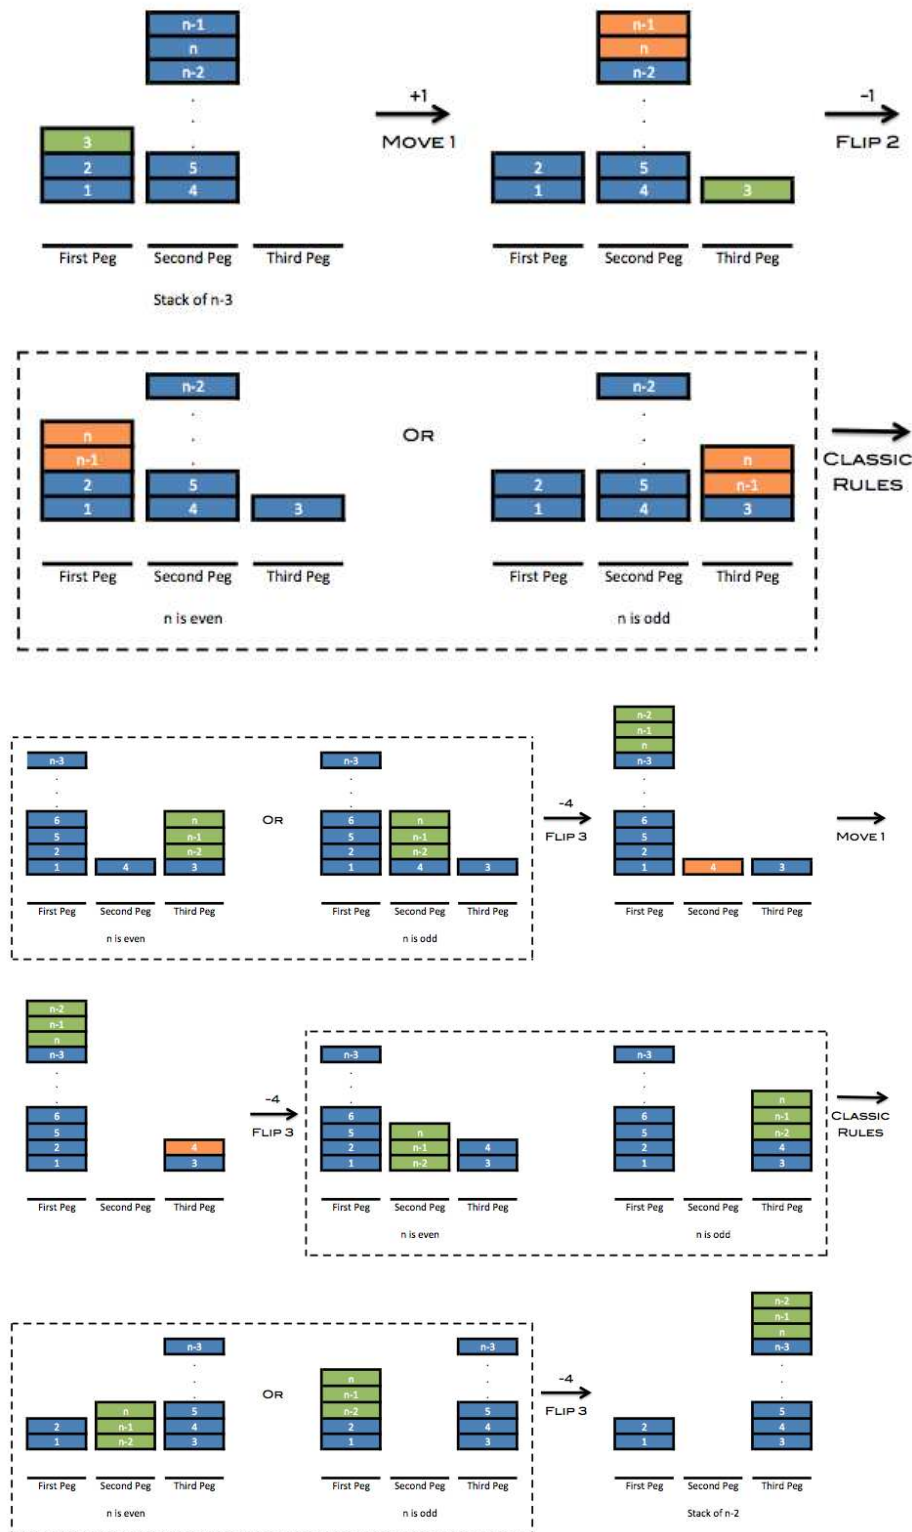 n-1
n
n-2
3
2
1
5
4
First Peg
Second Peg
Third Peg
Stack of n-3
+1
MOVE 1
n-1
n
n-2
2
1
5
4
3
First Peg
Second Peg
Third Peg
-1
FLIP 2
n
n-1
2
1
n-2
5
4
3
First Peg
Second Peg
Third Peg
n is even
OR
n-2
2
1
5
4
n
n-1
3
First Peg
Second Peg
Third Peg
n is odd
CLASSIC
RULES
n-3
6
5
2
1
4
n
n-1
n-2
3
First Peg
Second Peg
Third Peg
n is even
OR
n-3
6
5
2
1
n
n-1
n-2
4
3
First Peg
Second Peg
Third Peg
n is odd
-4
FLIP 3
n-2
n-1
n
n-3
6
5
2
1
4
3
First Peg
Second Peg
Third Peg
MOVE 1
n-2
n-1
n
n-3
6
5
2
1
4
3
First Peg
Second Peg
Third Peg
-4
FLIP 3
n-3
6
5
2
1
n
n-1
n-2
4
3
First Peg
Second Peg
Third Peg
n is even
n-3
6
5
2
1
n
n-1
n-2
4
3
First Peg
Second Peg
Third Peg
n is odd
CLASSIC
RULES
2
1
n
n-1
n-2
n-3
5
4
3
First Peg
Second Peg
Third Peg
n is even
OR
n
n-1
n-2
2
1
n-3
5
4
3
First Peg
Second Peg
Third Peg
n is odd
-4
FLIP 3
2
1
n-2
n-1
n
n-3
5
4
3
First Peg
Second Peg
Third Peg
Stack of n-2